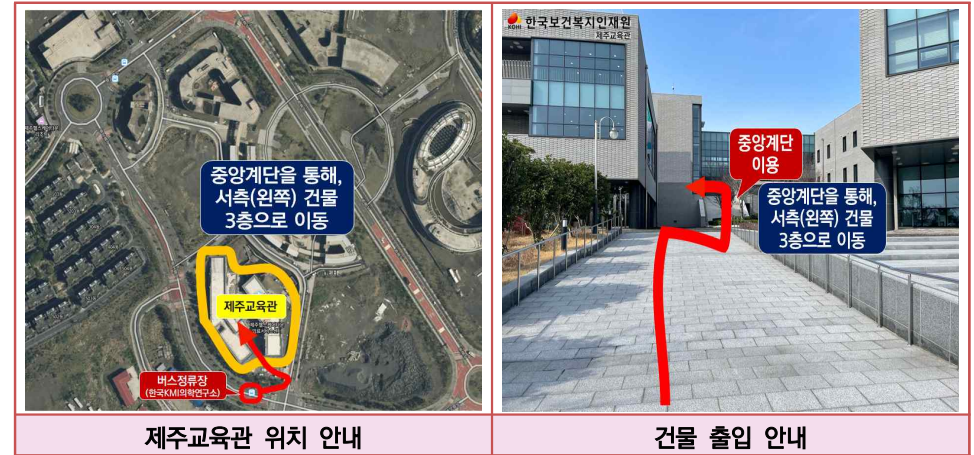 중앙계단을 통해,
서측(왼쪽) 건물
3층으로 이동
제주교육관
버스정류장
(한국KMI의학연구소)
제주교육관 위치 안내
KOHI 한국보건복지인재원
제주교육관
중앙계단
이용
중앙계단을 통해,
서측(왼쪽) 건물
3층으로 이동
건물 출입 안내